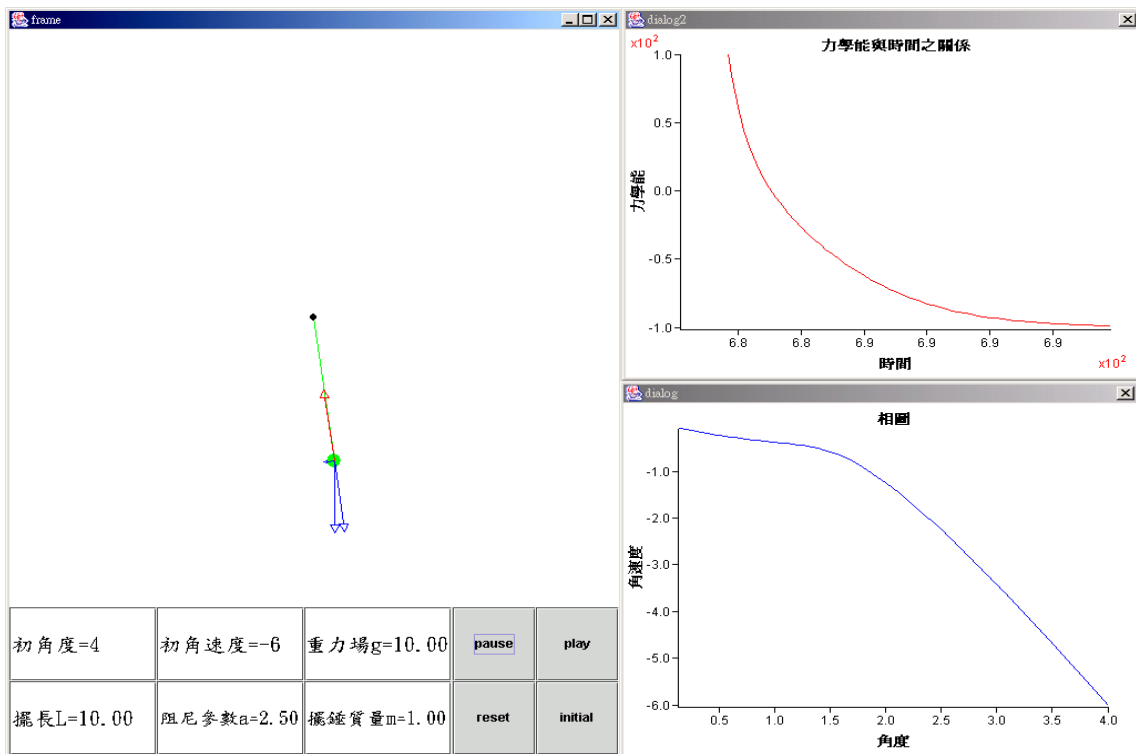 frame
初角度=4
初角速度=-6
重力場g=10.00
pause
play
擺長L=10.00
阻尼參數a=2.50
擺錘質量m=1.00
reset
initial
dialog2
力學能與時間之關係
x10²
1.0
0.5
0.0
-0.5
-1.0
力學能
6.8 6.8 6.9 6.9 6.9 6.9
時間
x10²
dialog
相圖
-1.0
-2.0
-3.0
-4.0
-5.0
-6.0
角速度
0.5 1.0 1.5 2.0 2.5 3.0 3.5 4.0
角度